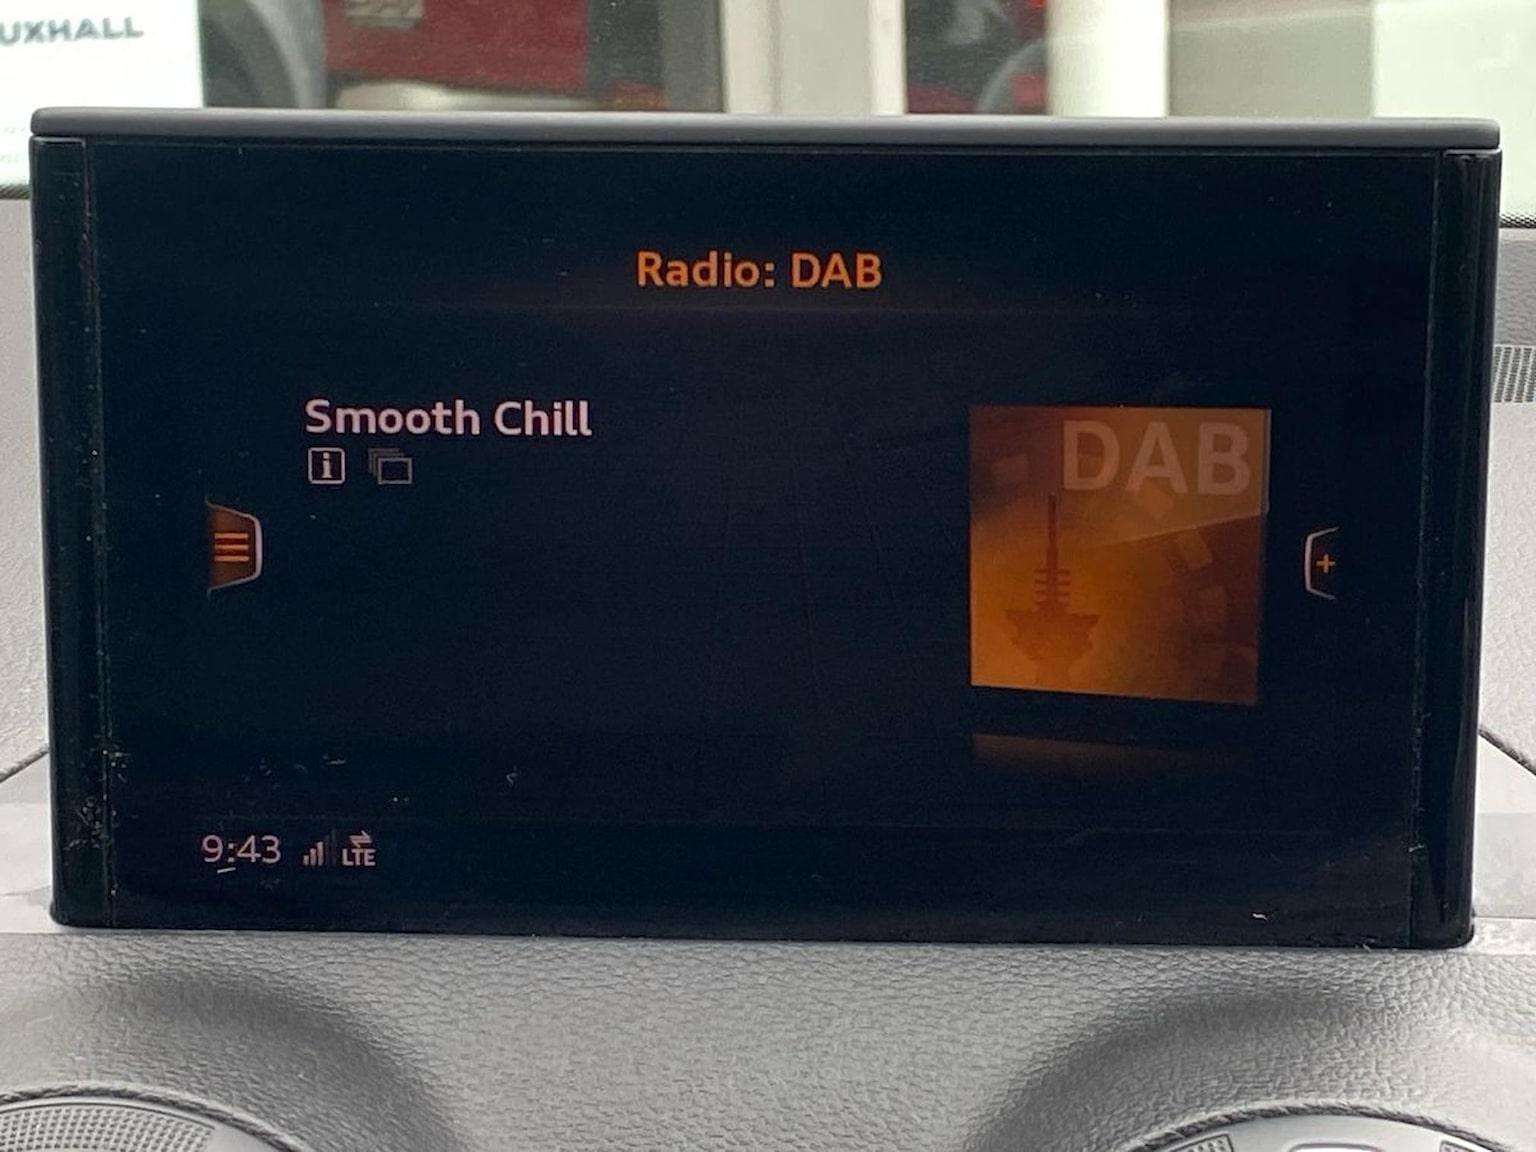 UXHALL
Radio: DAB
Smooth Chill
i
DAB
+
9:43 LTE